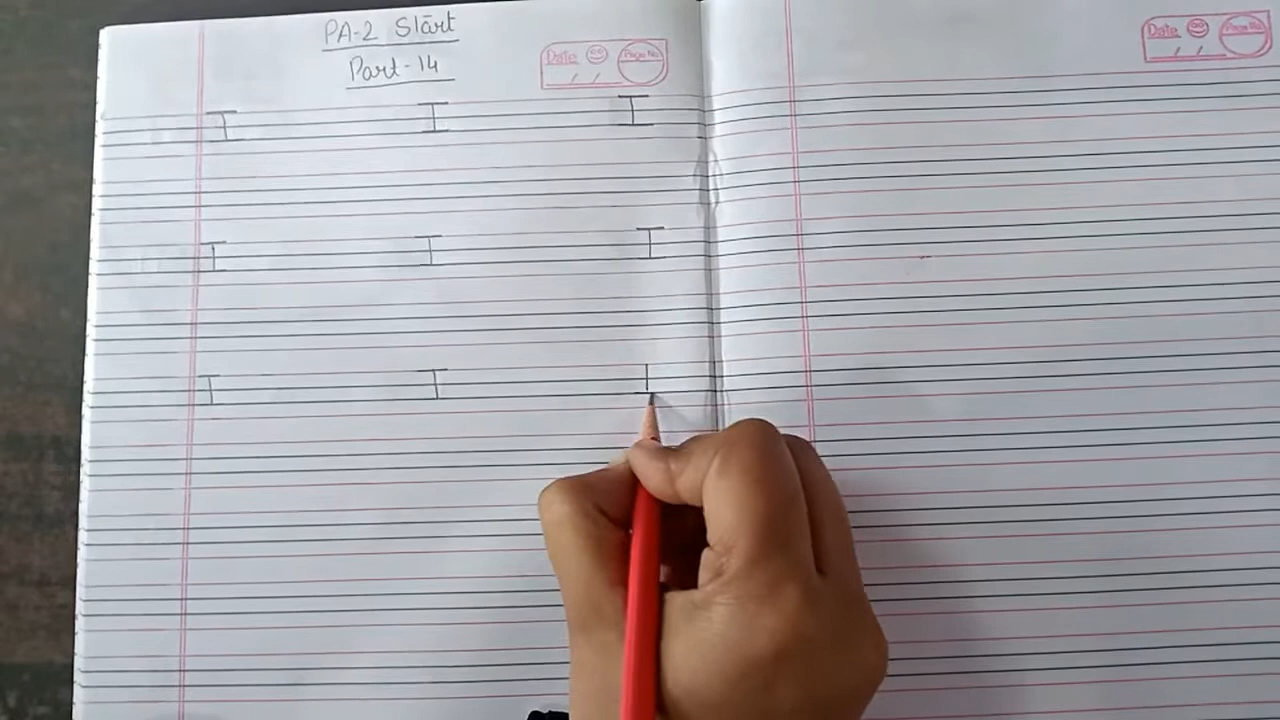 PA-2 Start
Part-14
Date
Page No.
Date
Page No.
I I I
I I I
I I